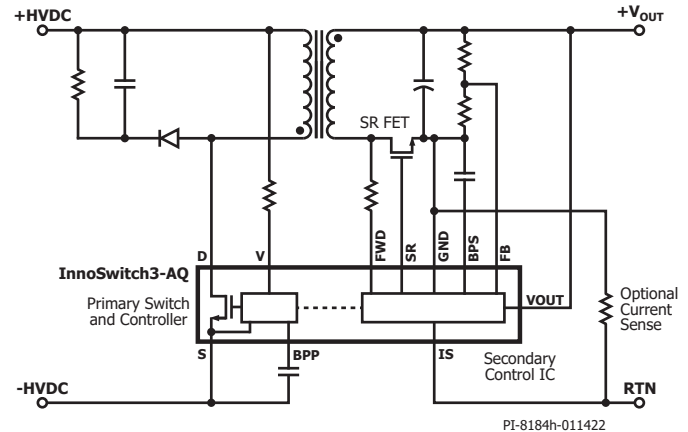 +HVDC
+VOUT
SR FET
D
V
FWD
SR
GND
BPS
FB
InnoSwitch3-AQ
Primary Switch
and Controller
VOUT
Optional
Current
Sense
S
BPP
IS
Secondary
Control IC
-HVDC
RTN
PI-8184h-011422